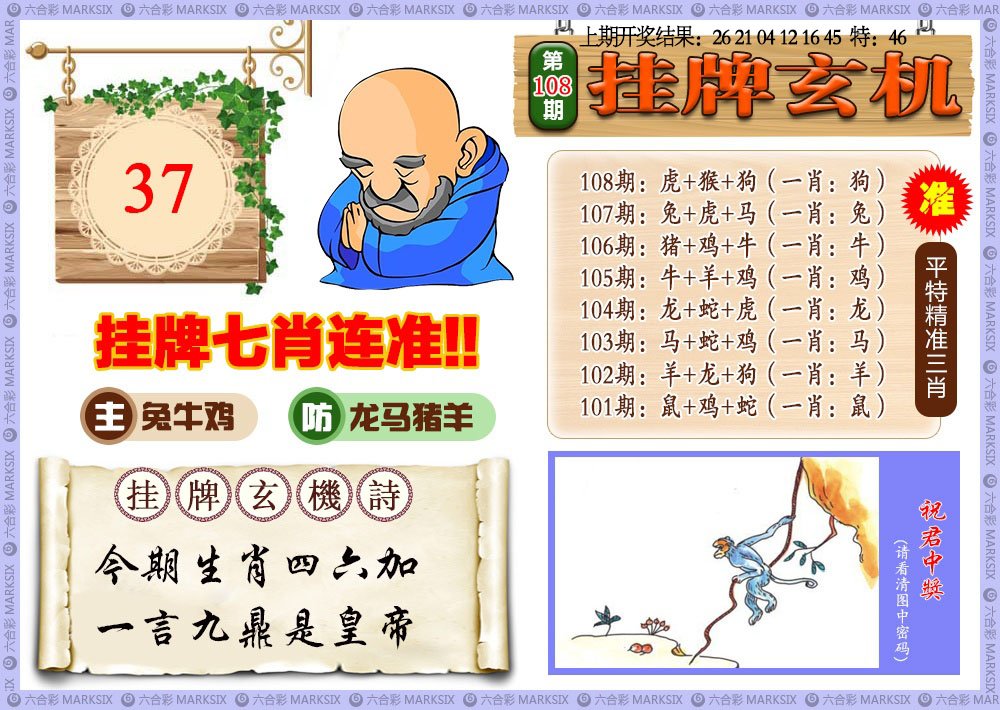 六合彩 MARKSIX
上期开奖结果：26 21 04 12 16 45 特：46
第108期
挂牌玄机
37
108期：虎+猴+狗（一肖：狗）
107期：兔+虎+马（一肖：兔）
106期：猪+鸡+牛（一肖：牛）
105期：牛+羊+鸡（一肖：鸡）
104期：龙+蛇+虎（一肖：龙）
103期：马+蛇+鸡（一肖：马）
102期：羊+龙+狗（一肖：羊）
101期：鼠+鸡+蛇（一肖：鼠）
准
平特精准三肖
挂牌七肖连准!!
主 兔牛鸡
防 龙马猪羊
挂牌玄機詩
今期生肖四六加
一言九鼎是皇帝
祝君中獎
（请看清图中密码）